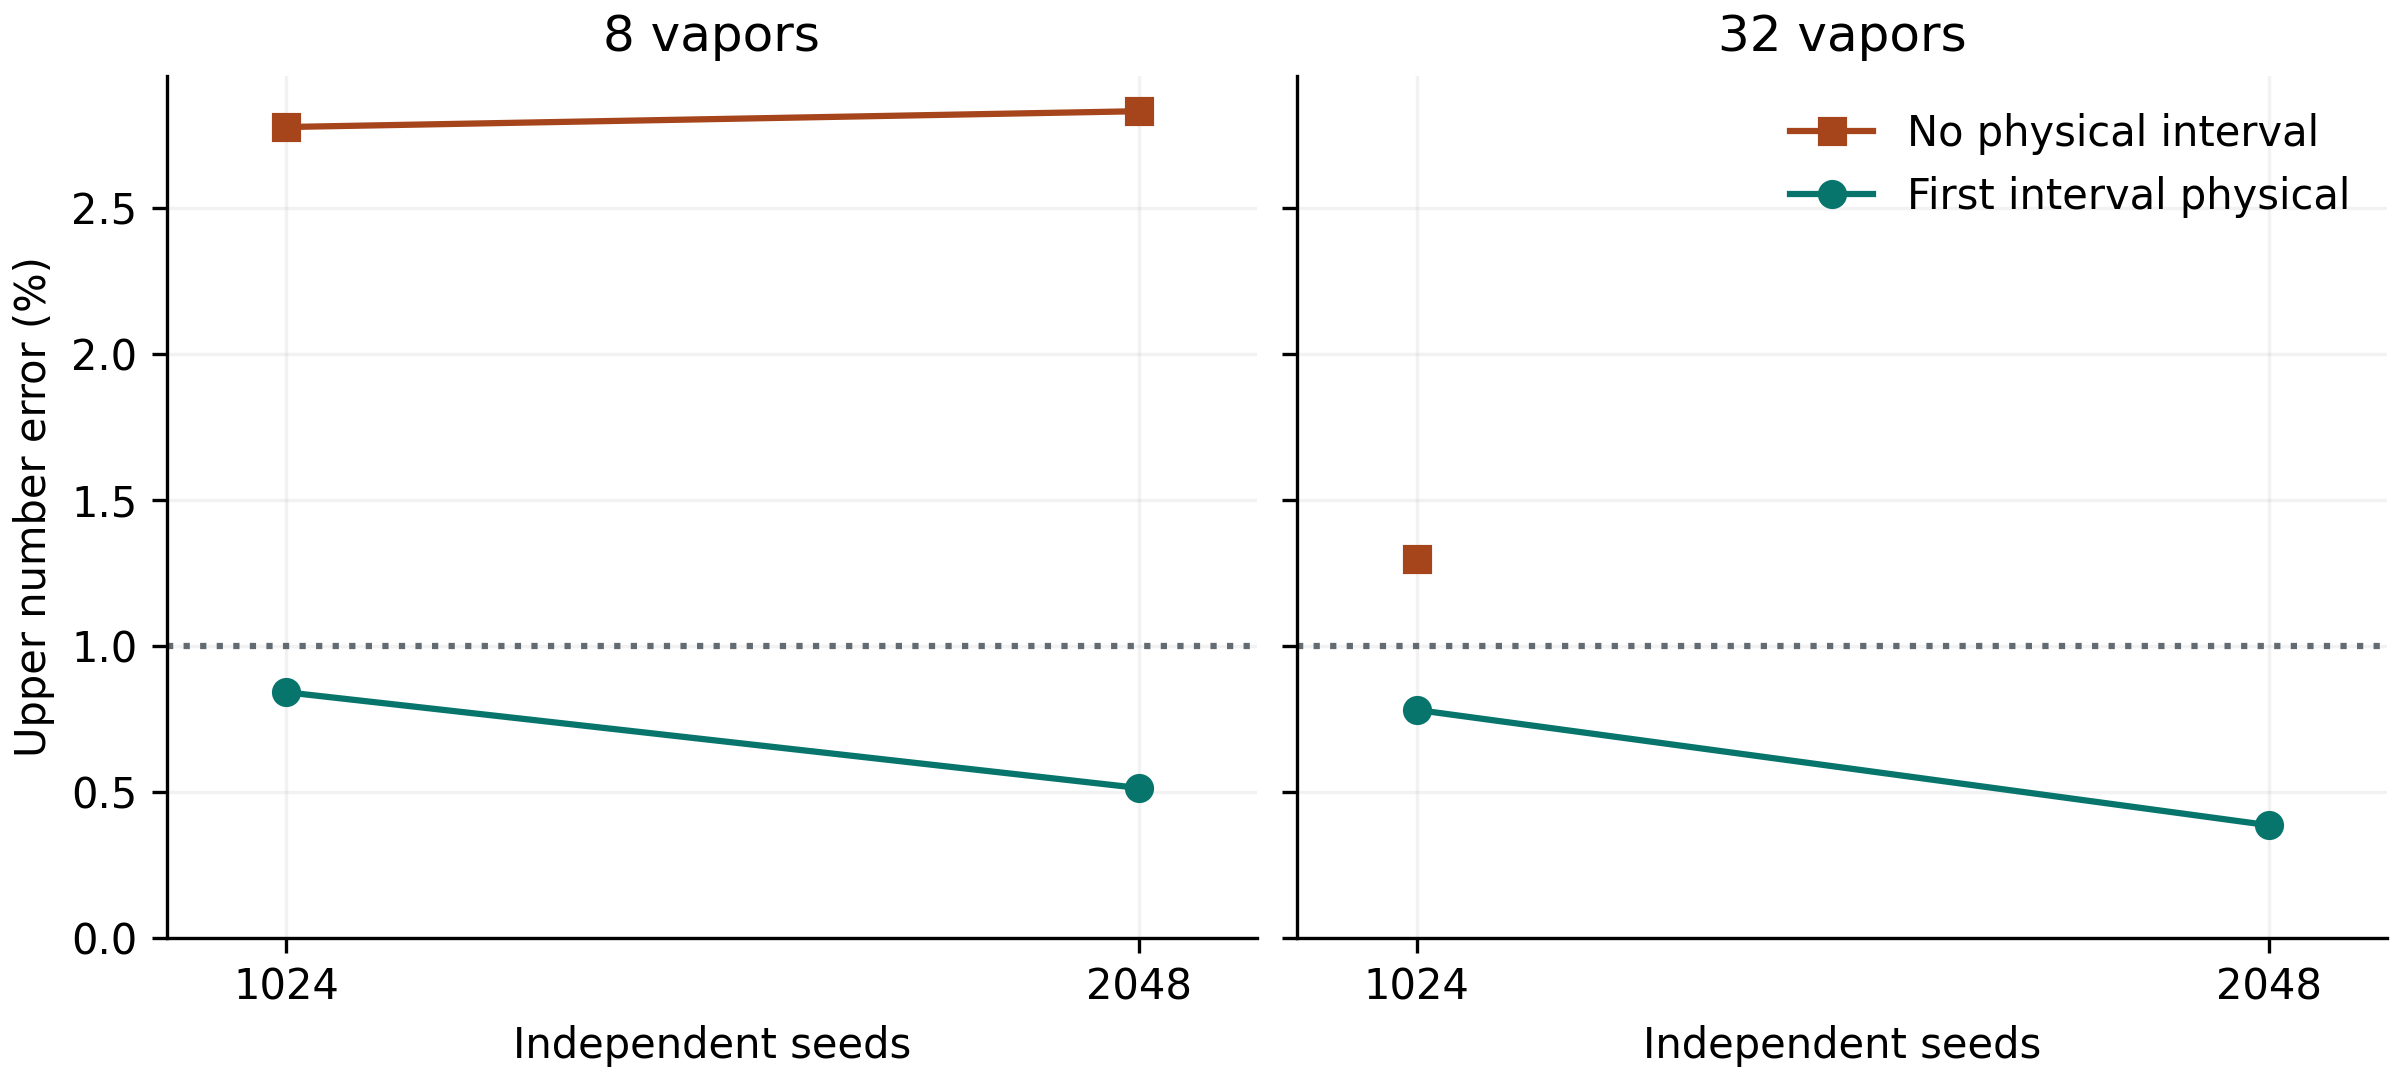 8 vapors
32 vapors
No physical interval
First interval physical
Upper number error (%)
2.5
2.0
1.5
1.0
0.5
0.0
1024
2048
1024
2048
Independent seeds
Independent seeds